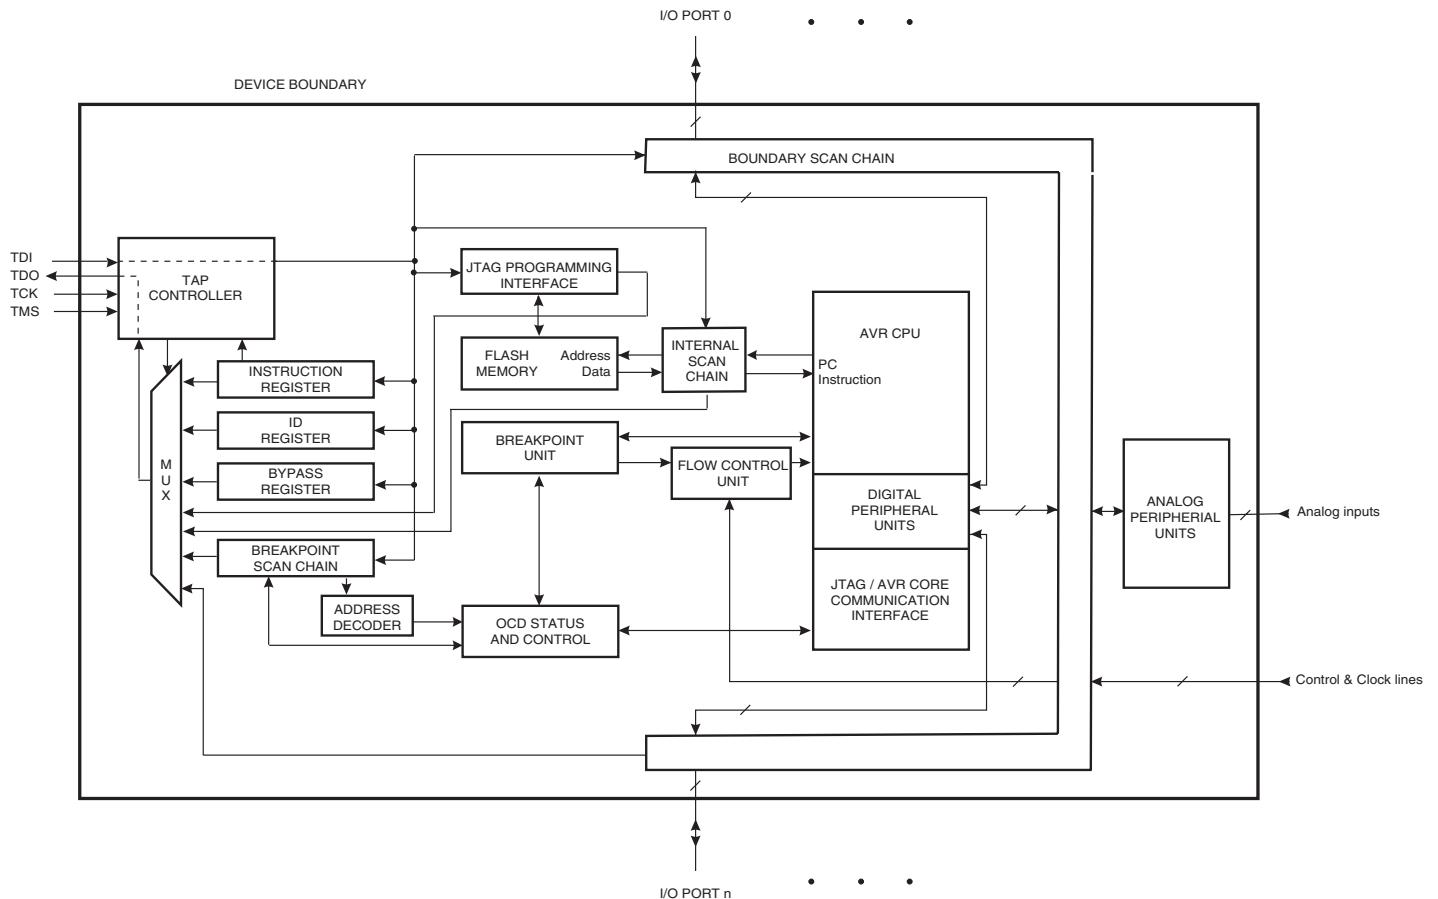 I/O PORT 0
DEVICE BOUNDARY
BOUNDARY SCAN CHAIN
TDI
TDO
TCK
TMS
TAP
CONTROLLER
JTAG PROGRAMMING
INTERFACE
AVR CPU
FLASH
MEMORY
Address
Data
INTERNAL
SCAN
CHAIN
PC
Instruction
INSTRUCTION
REGISTER
ID
REGISTER
BYPASS
REGISTER
M
U
X
BREAKPOINT
UNIT
FLOW CONTROL
UNIT
DIGITAL
PERIPHERAL
UNITS
ANALOG
PERIPHERIAL
UNITS
Analog inputs
BREAKPOINT
SCAN CHAIN
ADDRESS
DECODER
OCD STATUS
AND CONTROL
JTAG / AVR CORE
COMMUNICATION
INTERFACE
Control & Clock lines
I/O PORT n